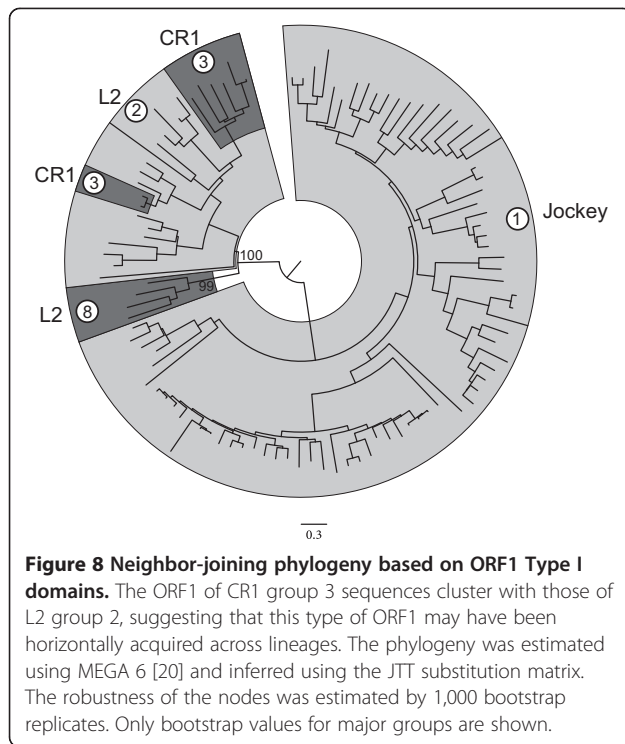 CR1
3
L2
2
CR1
3
1
Jockey
100
99
L2
8
0.3
Figure 8 Neighbor-joining phylogeny based on ORF1 Type I
domains. The ORF1 of CR1 group 3 sequences cluster with those of
L2 group 2, suggesting that this type of ORF1 may have been
horizontally acquired across lineages. The phylogeny was estimated
using MEGA 6 [20] and inferred using the JTT substitution matrix.
The robustness of the nodes was estimated by 1,000 bootstrap
replicates. Only bootstrap values for major groups are shown.